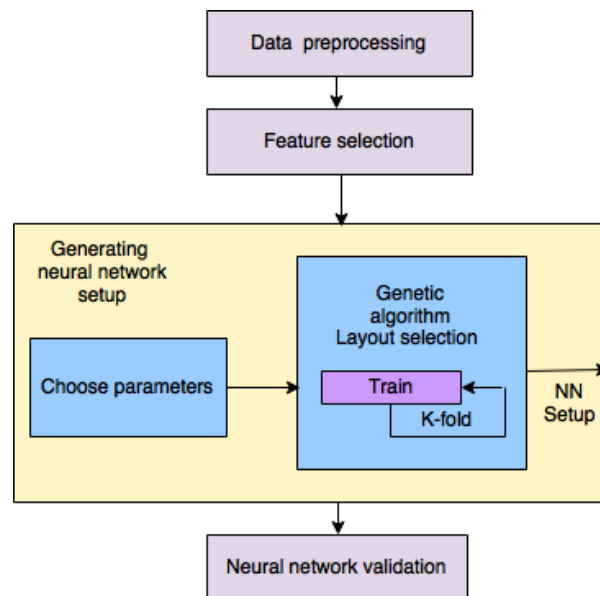 Data preprocessing
Feature selection
Generating
neural network
setup
Genetic
algorithm
Layout selection
Choose parameters
Train
K-fold
NN
Setup
Neural network validation